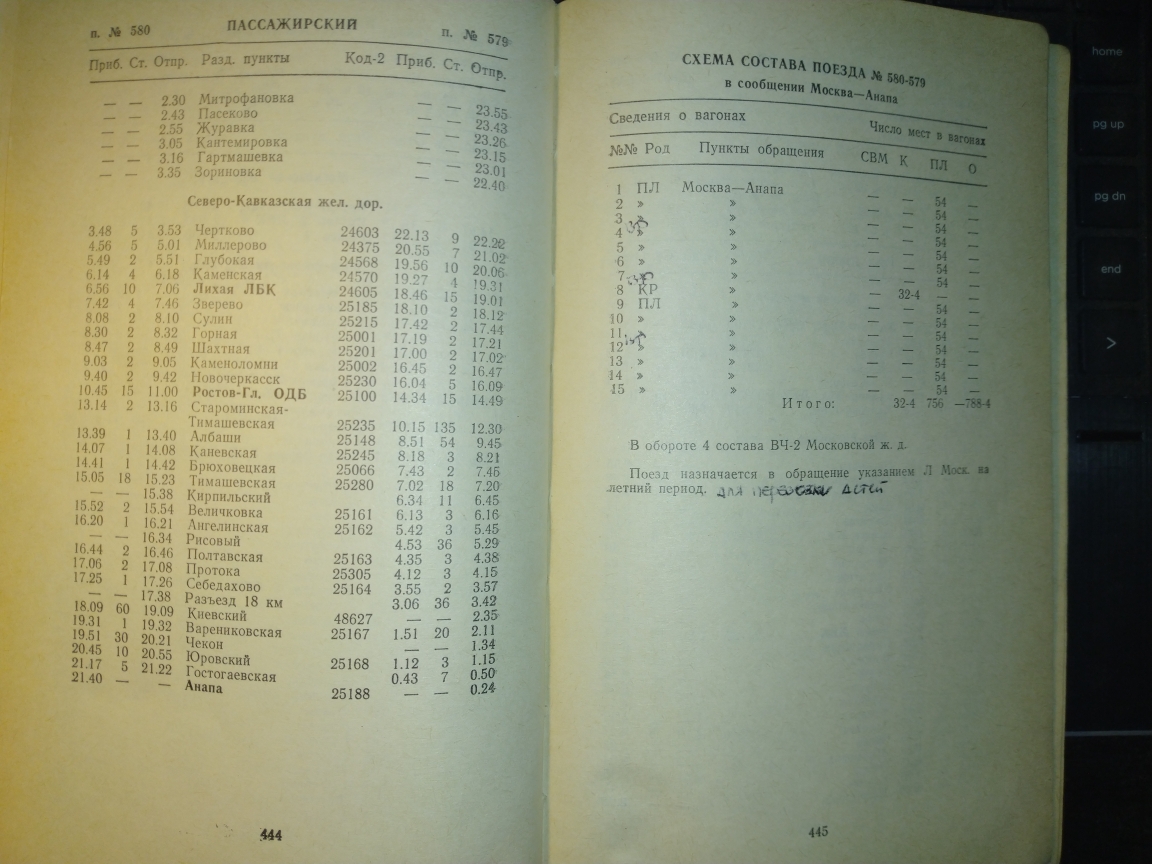 п. № 580 ПАССАЖИРСКИЙ п. № 579
Приб. Ст. Отпр. Разд. пункты Код-2 Приб. Ст. Отпр.
— — 2.30 Митрофановка — — 23.55
— — 2.43 Пасеково — — 23.43
— — 2.55 Журавка — — 23.26
— — 3.05 Кантемировка — — 23.15
— — 3.16 Гартмашевка — — 23.01
— — 3.35 Зориновка — — 22.40
Северо-Кавказская жел. дор.
3.48 5 3.53 Чертково 24603 22.13 9 22.22
4.56 5 5.01 Миллерово 24375 20.55 7 21.02
5.49 2 5.51 Глубокая 24568 19.56 10 20.06
6.14 4 6.18 Каменская 24570 19.27 4 19.31
6.56 10 7.06 Лихая ЛБК 24605 18.46 15 19.01
7.42 4 7.46 Зверево 25185 18.10 2 18.12
8.08 2 8.10 Сулин 25215 17.42 2 17.44
8.30 2 8.32 Горная 25001 17.19 2 17.21
8.47 2 8.49 Шахтная 25201 17.00 2 17.02
9.03 2 9.05 Каменоломни 25002 16.45 2 16.47
9.40 2 9.42 Новочеркасск 25230 16.04 5 16.09
10.45 15 11.00 Ростов-Гл. ОДБ 25100 14.34 15 14.49
13.14 2 13.16 Староминская-
Тимашевская 25235 10.15 135 12.30
13.39 1 13.40 Албаши 25148 8.51 54 9.45
14.07 1 14.08 Каневская 25245 8.18 3 8.21
14.41 1 14.42 Брюховецкая 25066 7.43 2 7.45
15.05 18 15.23 Тимашевская 25280 7.02 18 7.20
— — 15.38 Кирпильский 6.34 11 6.45
15.52 2 15.54 Величковка 25161 6.13 3 6.16
16.20 1 16.21 Ангелинская 25162 5.42 3 5.45
— — 16.34 Рисовый 4.53 36 5.29
16.44 2 16.46 Полтавская 25163 4.35 3 4.38
17.06 2 17.08 Протока 25305 4.12 3 4.15
17.25 1 17.26 Себедахово 25164 3.55 2 3.57
— — 17.38 Разъезд 18 км 3.06 36 3.42
18.09 60 19.09 Киевский 48627 — — 2.35
19.31 1 19.32 Варениковская 25167 1.51 20 2.11
19.51 30 20.21 Чекон — — 1.34
20.45 10 20.55 Юровский 25168 1.12 3 1.15
21.17 5 21.22 Гостогаевская 0.43 7 0.50
21.40 — — Анапа 25188 — — 0.24
444
СХЕМА СОСТАВА ПОЕЗДА № 580-579
в сообщении Москва—Анапа
Сведения о вагонах Число мест в вагонах
№№ Род Пункты обращения СВМ К ПЛ О
1 ПЛ Москва—Анапа — — 54 —
2 » » — — 54 —
3 » » — — 54 —
4 » » — — 54 —
5 » » — — 54 —
6 » » — — 54 —
7 » » — — 54 —
8 КР » — 32-4 — —
9 ПЛ » — — 54 —
10 » » — — 54 —
11 » » — — 54 —
12 » » — — 54 —
13 » » — — 54 —
14 » » — — 54 —
15 » » — — 54 —
Итого: 32-4 756 —788-4
В обороте 4 состава ВЧ-2 Московской ж. д.
Поезд назначается в обращение указанием Л Моск. на
летний период. для перевозки детей
445
home
pg up
pg dn
end
>